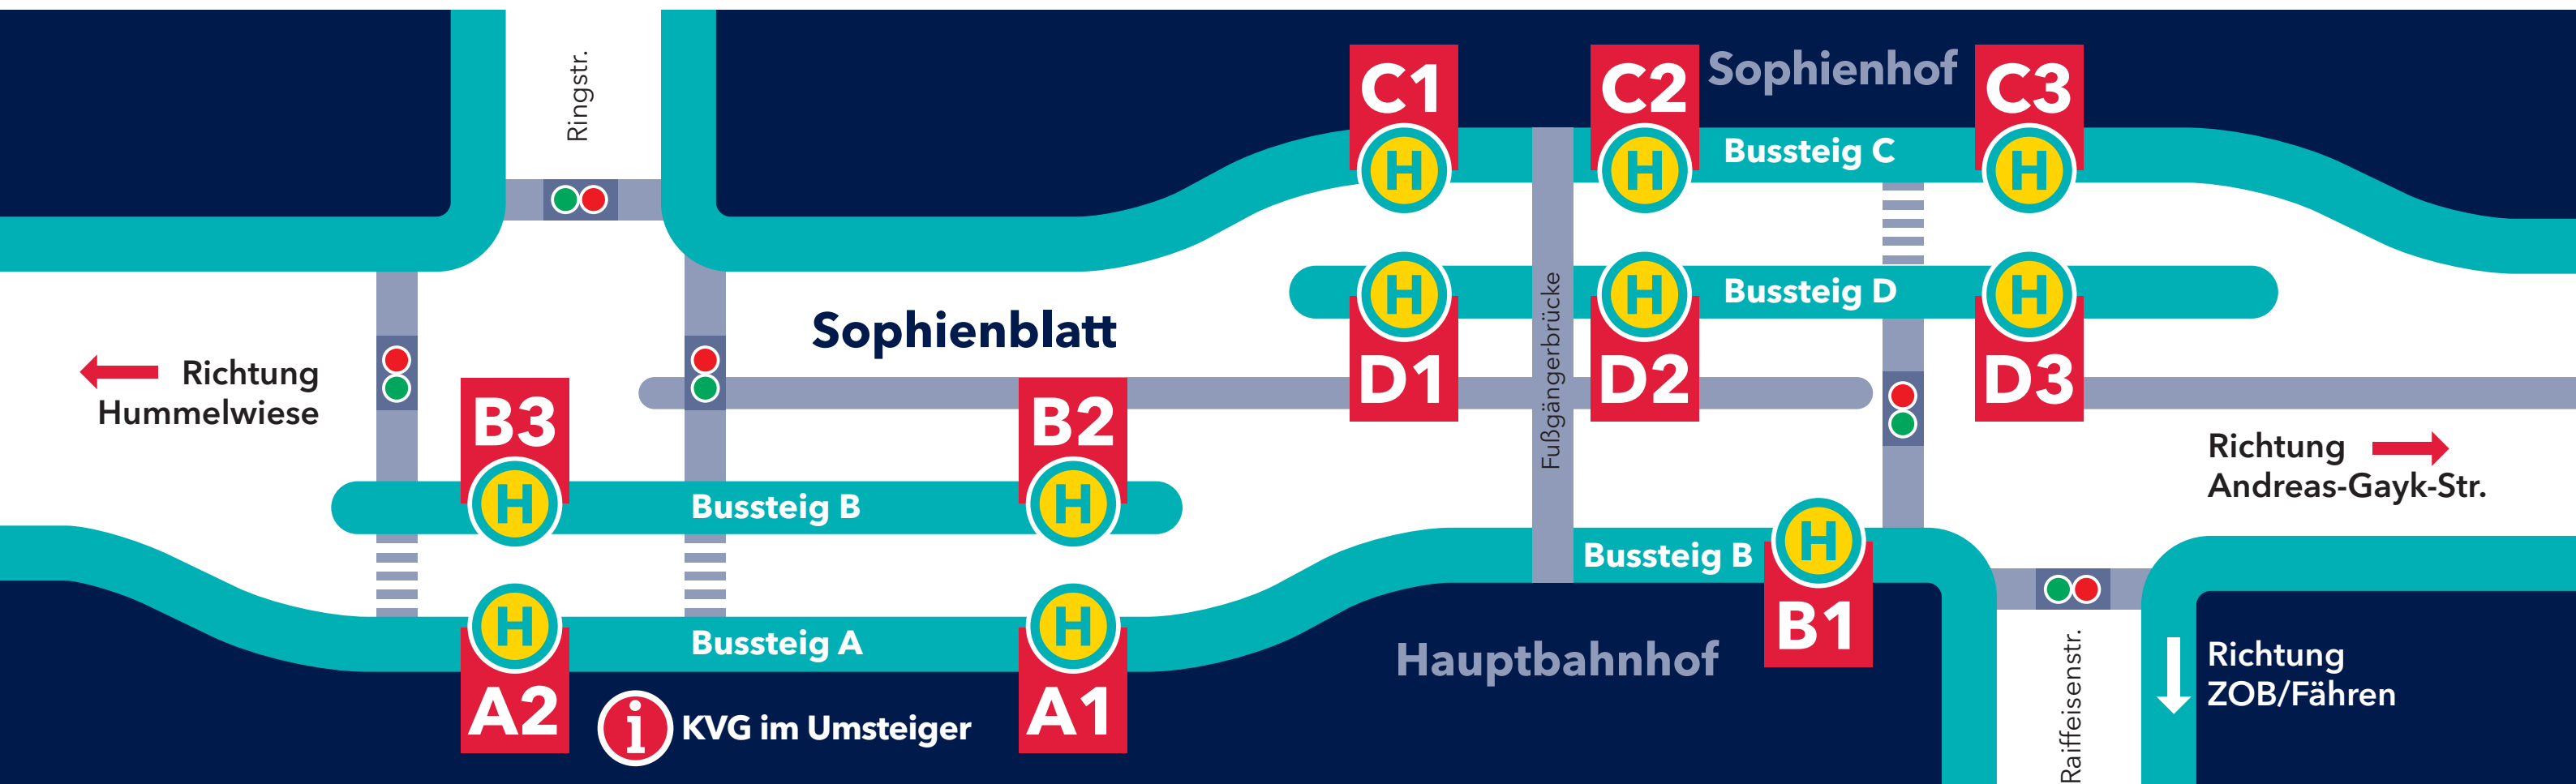 Ringstr.
C1
H
C2
H
Sophienhof
C3
H
Bussteig C
H
D1
H
D2
Bussteig D
H
D3
Fußgängerbrücke
Sophienblatt
Richtung
Hummelwiese
B3
H
B2
H
Bussteig B
Richtung
Andreas-Gayk-Str.
Bussteig B
H
B1
H
A2
Bussteig A
H
A1
i
KVG im Umsteiger
Hauptbahnhof
Raiffeisenstr.
Richtung
ZOB/Fähren